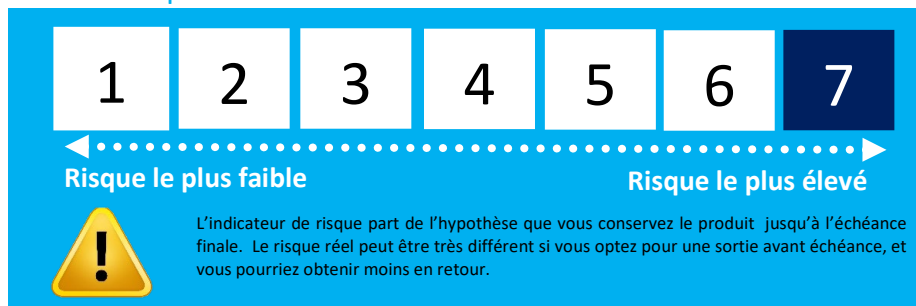 1 2 3 4 5 6 7
Risque le plus faible Risque le plus élevé
L'indicateur de risque part de l'hypothèse que vous conservez le produit jusqu'à l'échéance
finale. Le risque réel peut être très différent si vous optez pour une sortie avant échéance, et
vous pourriez obtenir moins en retour.